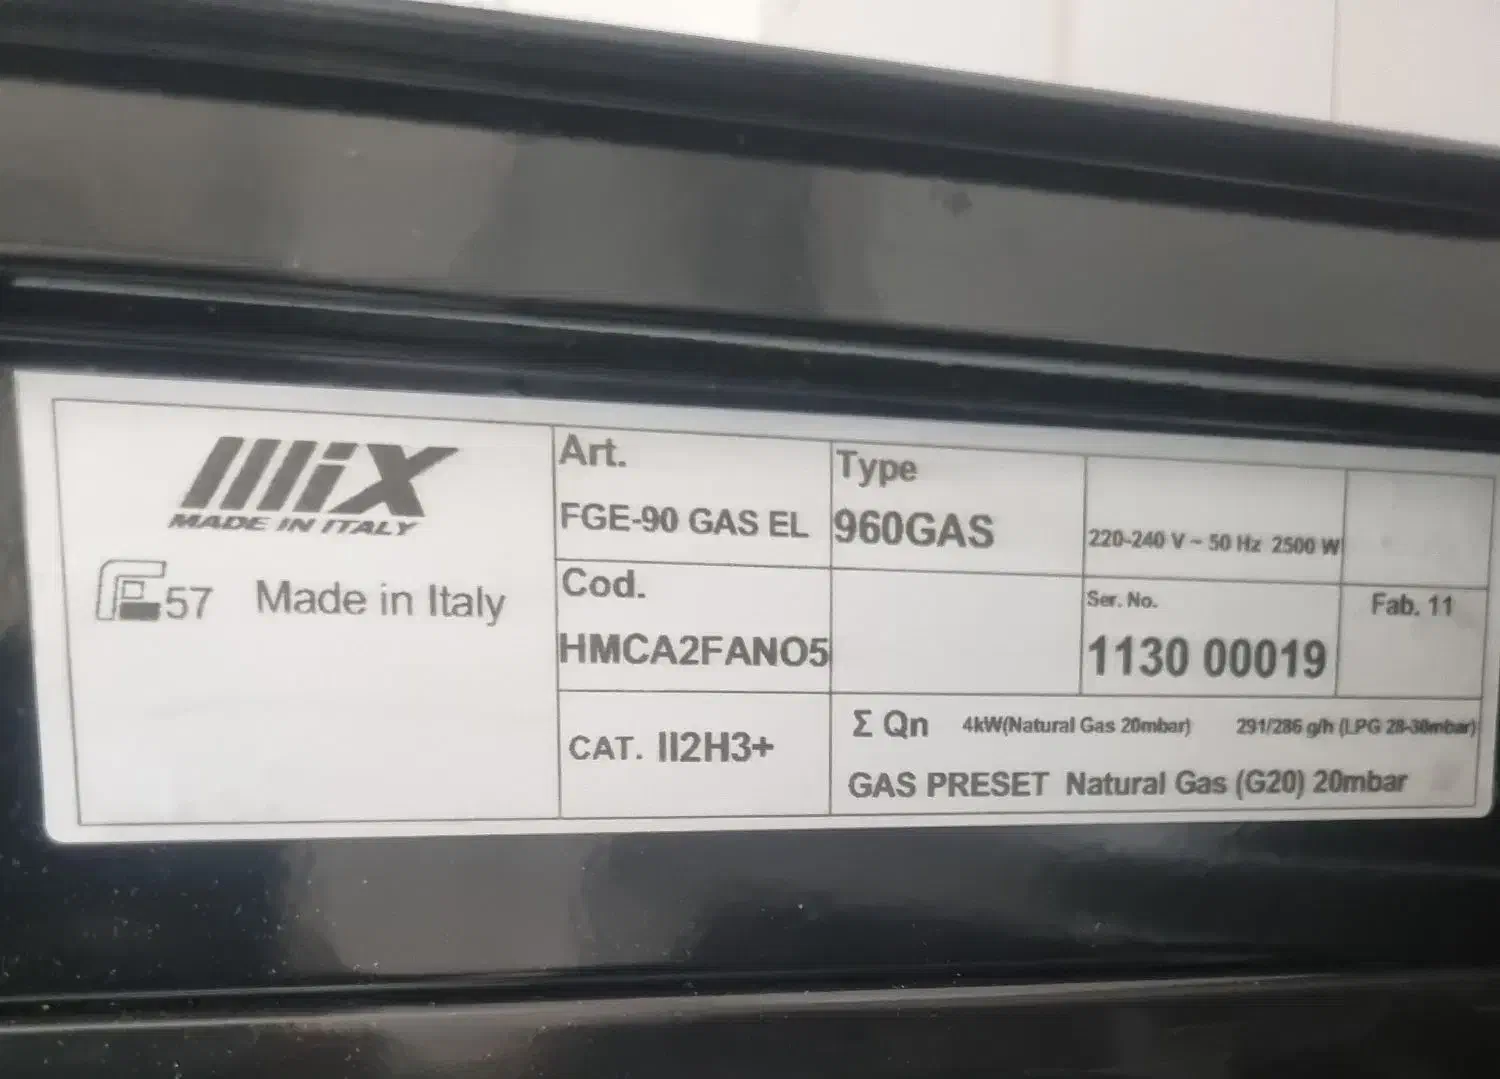 MIX
MADE IN ITALY
57 Made in Italy
Art.
FGE-90 GAS EL
Type
960GAS
220-240 V ~ 50 Hz 2500 W
Cod.
HMCA2FANO5
Ser. No.
1130 00019
Fab. 11
CAT. II2H3+
Σ Qn 4kW(Natural Gas 20mbar) 291/286 g/h (LPG 28-30mbar)
GAS PRESET Natural Gas (G20) 20mbar